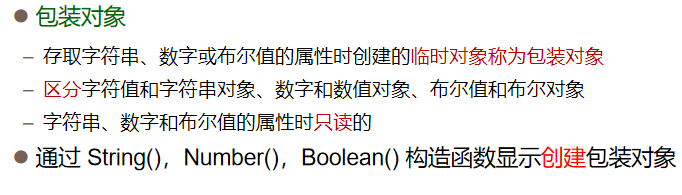 ● 包装对象
– 存取字符串、数字或布尔值的属性时创建的临时对象称为包装对象
– 区分字符值和字符串对象、数字和数值对象、布尔值和布尔对象
– 字符串、数字和布尔值的属性时只读的
● 通过 String()，Number()，Boolean() 构造函数显示创建包装对象